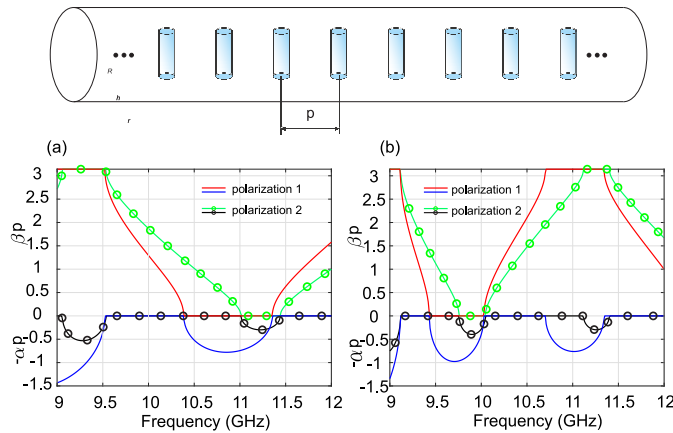 R
h
r
p
(a)
(b)
polarization 1
polarization 2
polarization 1
polarization 2
βp
βp
3
2.5
2
1.5
1
0.5
0
-0.5
-1
-1.5
3
2.5
2
1.5
1
0.5
0
-0.5
-1
-1.5
-αp
-αp
9 9.5 10 10.5 11 11.5 12
9 9.5 10 10.5 11 11.5 12
Frequency (GHz)
Frequency (GHz)